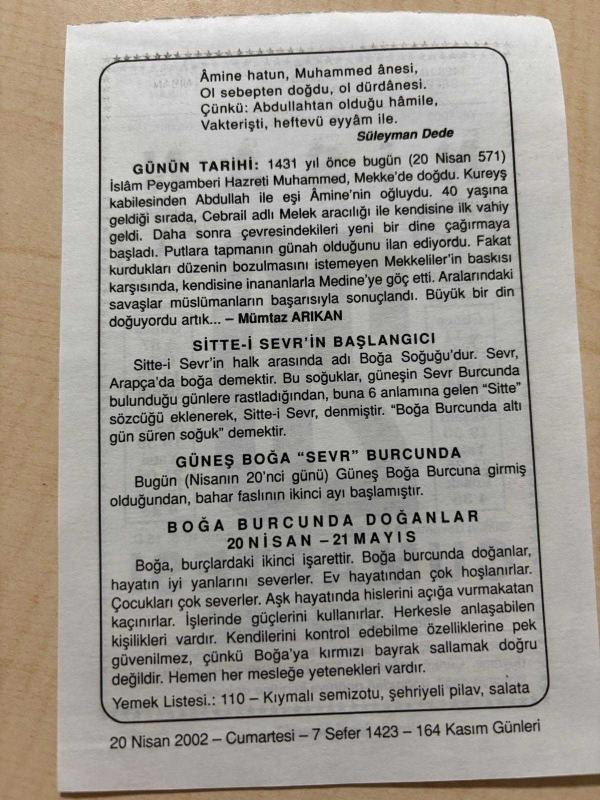 Âmine hatun, Muhammed ânesi,
Ol sebepten doğdu, ol dürdânesi.
Çünkü: Abdullahtan olduğu hâmile,
Vakterişti, heftevü eyyâm ile.
Süleyman Dede
GÜNÜN TARİHİ: 1431 yıl önce bugün (20 Nisan 571)
İslâm Peygamberi Hazreti Muhammed, Mekke'de doğdu. Kureyş
kabilesinden Abdullah ile eşi Âmine'nin oğluydu. 40 yaşına
geldiği sırada, Cebrail adlı Melek aracılığı ile kendisine ilk vahiy
geldi. Daha sonra çevresindekileri yeni bir dine çağırmaya
başladı. Putlara tapmanın günah olduğunu ilan ediyordu. Fakat
kurdukları düzenin bozulmasını istemeyen Mekkeliler'in baskısı
karşısında, kendisine inananlarla Medine'ye göç etti. Aralarındaki
savaşlar müslümanların başarısıyla sonuçlandı. Büyük bir din
doğuyordu artık... – Mümtaz ARIKAN
SİTTE-İ SEVR'İN BAŞLANGICI
Sitte-i Sevr'in halk arasında adı Boğa Soğuğu'dur. Sevr,
Arapça'da boğa demektir. Bu soğuklar, güneşin Sevr Burcunda
bulunduğu günlere rastladığından, buna 6 anlamına gelen "Sitte"
sözcüğü eklenerek, Sitte-i Sevr, denmiştir. "Boğa Burcunda altı
gün süren soğuk" demektir.
GÜNEŞ BOĞA "SEVR" BURCUNDA
Bugün (Nisanın 20'nci günü) Güneş Boğa Burcuna girmiş
olduğundan, bahar faslının ikinci ayı başlamıştır.
BOĞA BURCUNDA DOĞANLAR
20 NİSAN – 21 MAYIS
Boğa, burçlardaki ikinci işarettir. Boğa burcunda doğanlar,
hayatın iyi yanlarını severler. Ev hayatından çok hoşlanırlar.
Çocukları çok severler. Aşk hayatında hislerini açığa vurmakatan
kaçınırlar. İşlerinde güçlerini kullanırlar. Herkesle anlaşabilen
kişilikleri vardır. Kendilerini kontrol edebilme özelliklerine pek
güvenilmez, çünkü Boğa'ya kırmızı bayrak sallamak doğru
değildir. Hemen her mesleğe yetenekleri vardır.
Yemek Listesi.: 110 – Kıymalı semizotu, şehriyeli pilav, salata
20 Nisan 2002 – Cumartesi – 7 Sefer 1423 – 164 Kasım Günleri